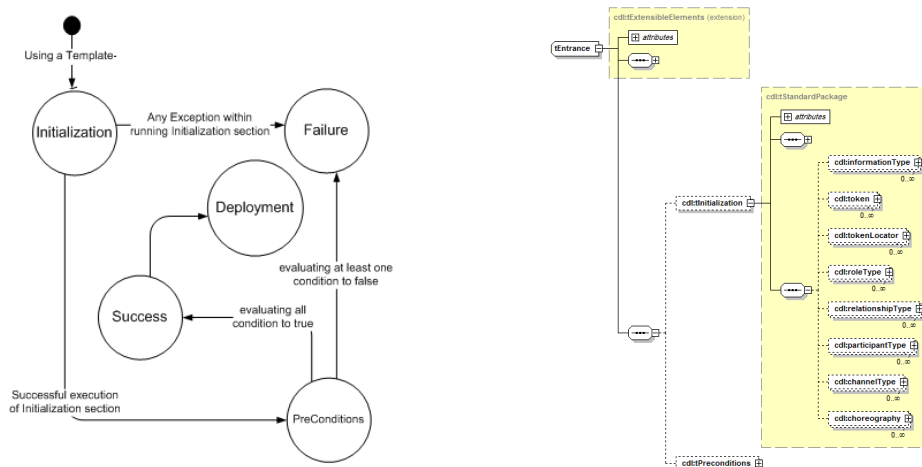 Using a Template-
Initialization
Any Exception within
running Initialization section
Failure
Deployment
evaluating at least one
condition to false
Success
evaluating all
condition to true
Successful execution
of Initialization section
PreConditions
cdl:tExtensibleElements (extension)
attributes
tEntrance
cdl:tStandardPackage
attributes
cdl:informationType
0..∞
cdl:token
0..∞
cdl:tInitialization
cdl:tokenLocator
0..∞
cdl:roleType
0..∞
cdl:relationshipType
0..∞
cdl:participantType
0..∞
cdl:channelType
0..∞
cdl:choreography
0..∞
cdl:tPreconditions